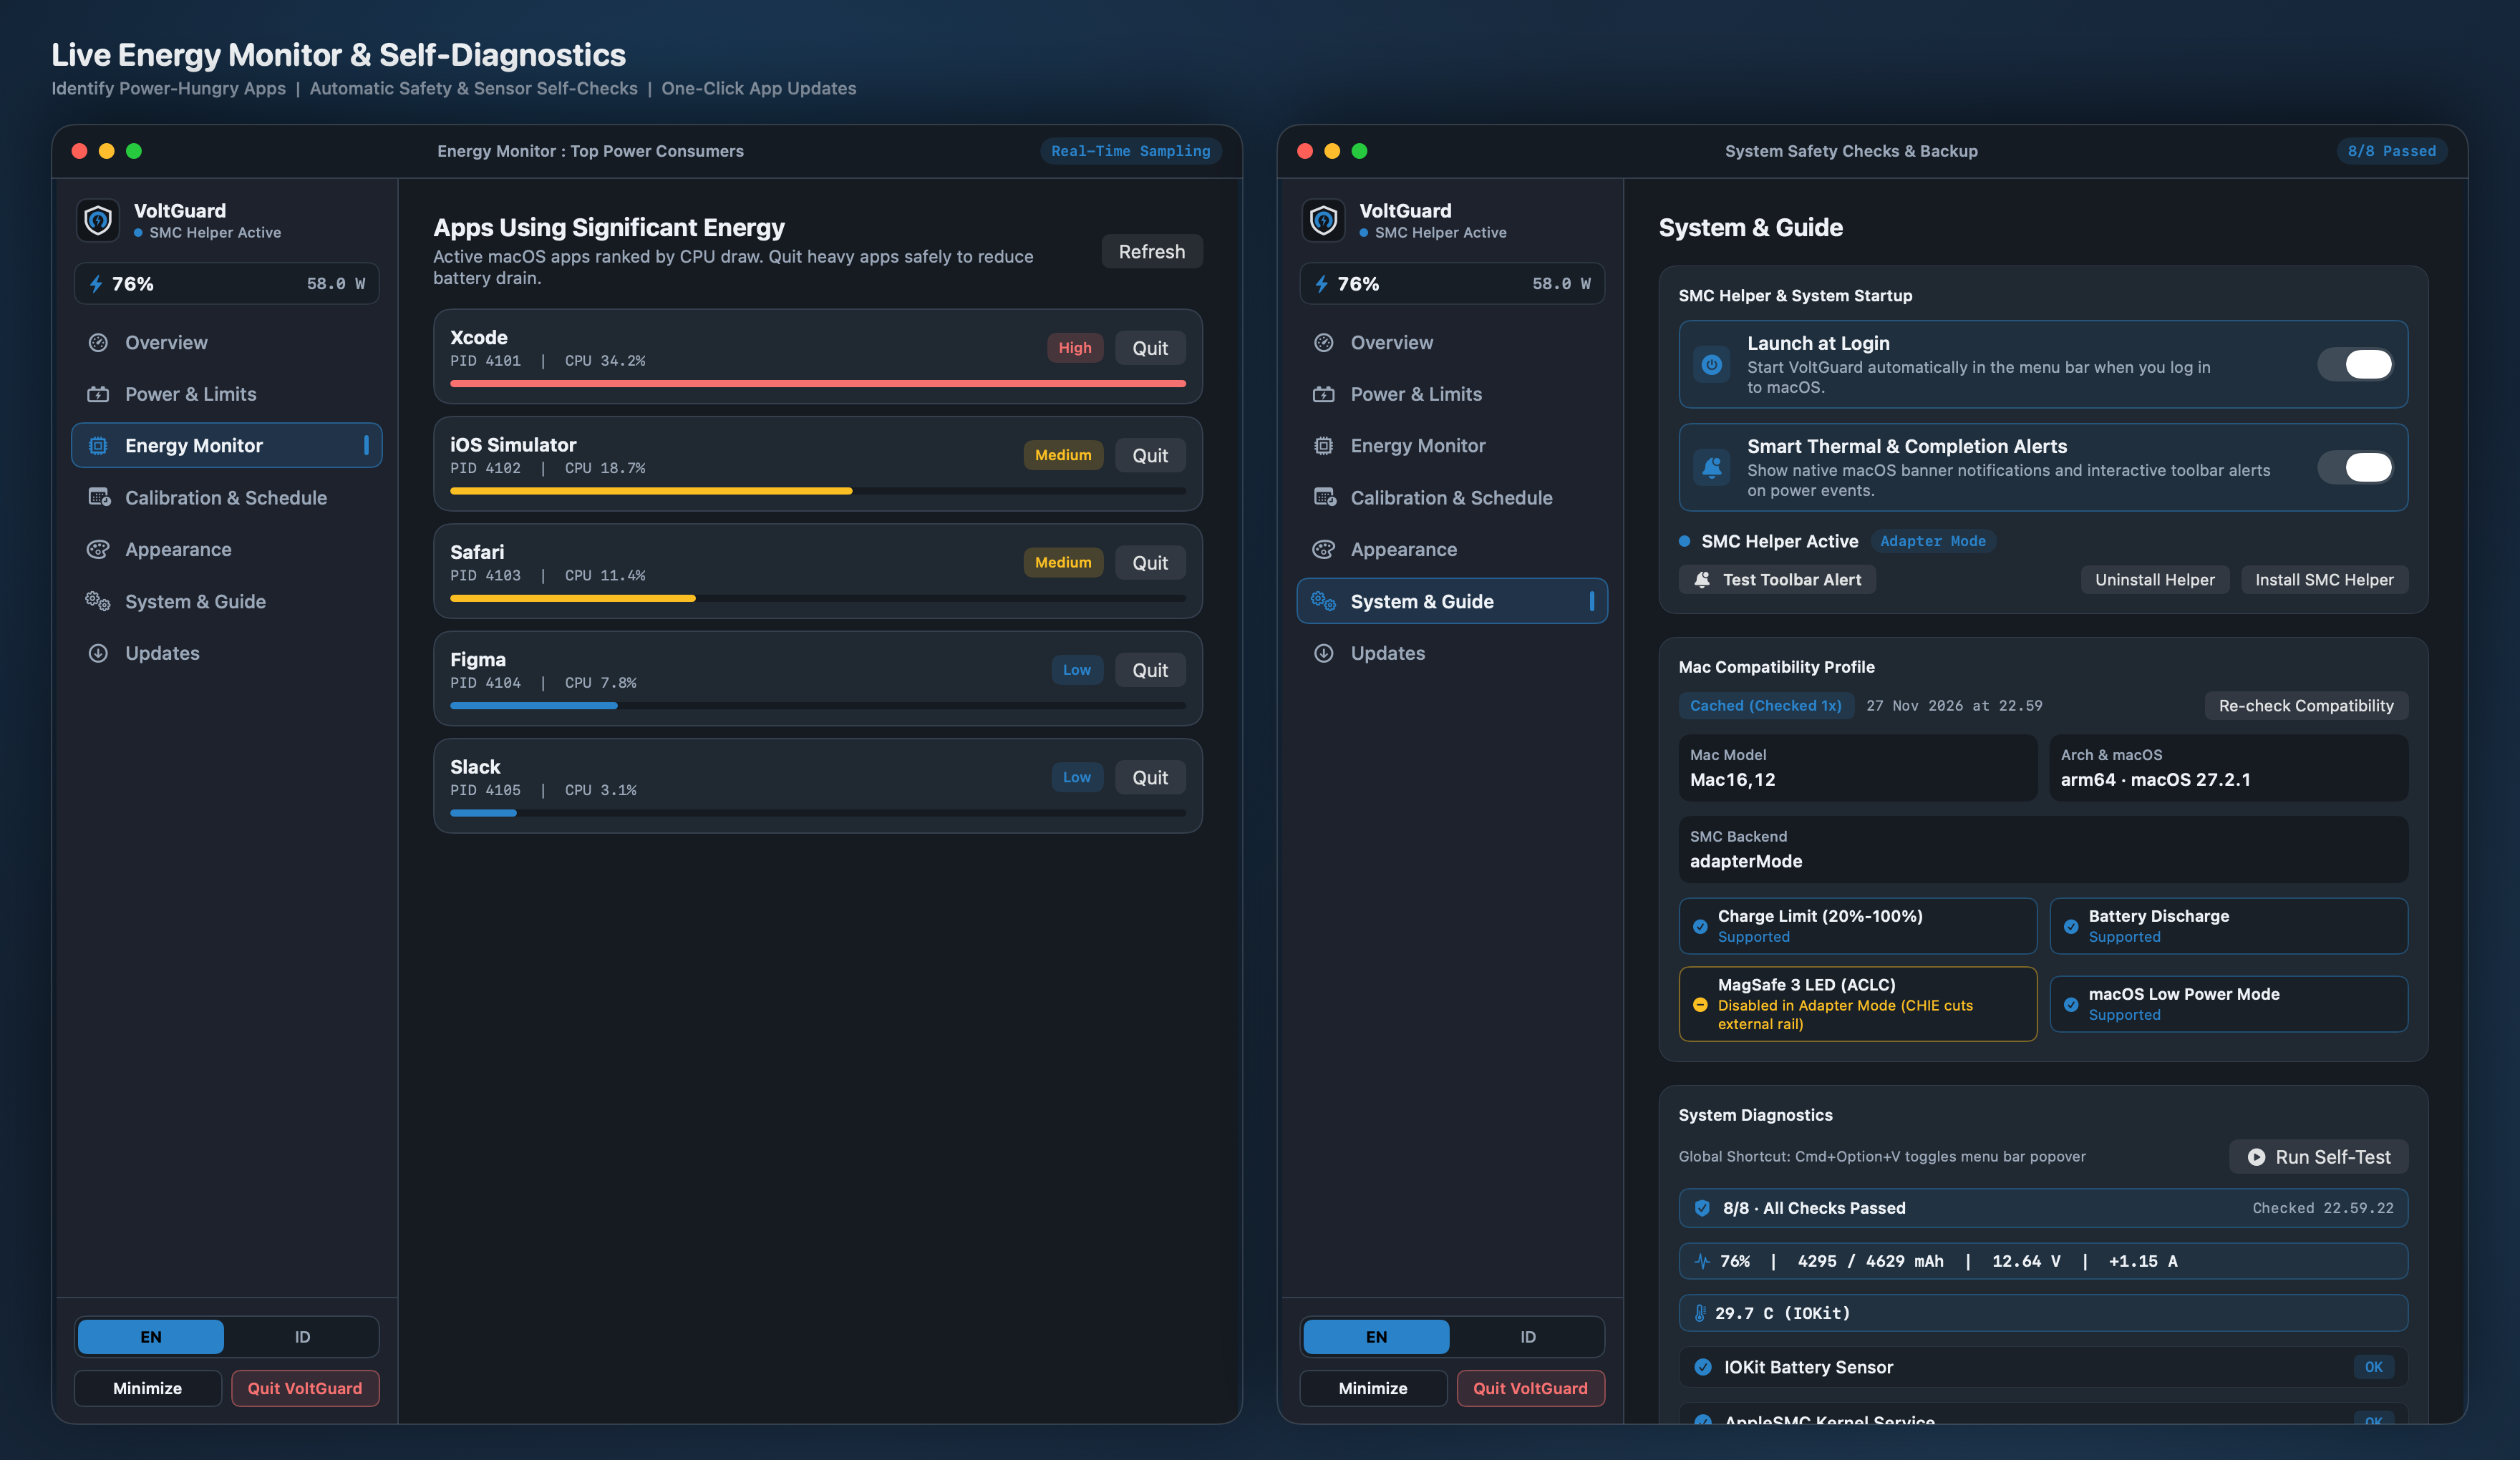 Live Energy Monitor & Self-Diagnostics
Identify Power-Hungry Apps | Automatic Safety & Sensor Self-Checks | One-Click App Updates
Energy Monitor : Top Power Consumers
Real-Time Sampling
VoltGuard
SMC Helper Active
76%
58.0 W
Overview
Power & Limits
Energy Monitor
Calibration & Schedule
Appearance
System & Guide
Updates
EN
ID
Minimize
Quit VoltGuard
Apps Using Significant Energy
Active macOS apps ranked by CPU draw. Quit heavy apps safely to reduce
battery drain.
Refresh
Xcode
PID 4101 | CPU 34.2%
High
Quit
iOS Simulator
PID 4102 | CPU 18.7%
Medium
Quit
Safari
PID 4103 | CPU 11.4%
Medium
Quit
Figma
PID 4104 | CPU 7.8%
Low
Quit
Slack
PID 4105 | CPU 3.1%
Low
Quit
System Safety Checks & Backup
8/8 Passed
VoltGuard
SMC Helper Active
76%
58.0 W
Overview
Power & Limits
Energy Monitor
Calibration & Schedule
Appearance
System & Guide
Updates
EN
ID
Minimize
Quit VoltGuard
System & Guide
SMC Helper & System Startup
Launch at Login
Start VoltGuard automatically in the menu bar when you log in
to macOS.
Smart Thermal & Completion Alerts
Show native macOS banner notifications and interactive toolbar alerts
on power events.
SMC Helper Active
Adapter Mode
Test Toolbar Alert
Uninstall Helper
Install SMC Helper
Mac Compatibility Profile
Cached (Checked 1x)
27 Nov 2026 at 22.59
Re-check Compatibility
Mac Model
Mac16,12
Arch & macOS
arm64 · macOS 27.2.1
SMC Backend
adapterMode
Charge Limit (20%-100%)
Supported
Battery Discharge
Supported
MagSafe 3 LED (ACLC)
Disabled in Adapter Mode (CHIE cuts
external rail)
macOS Low Power Mode
Supported
System Diagnostics
Global Shortcut: Cmd+Option+V toggles menu bar popover
Run Self-Test
8/8 · All Checks Passed
Checked 22.59.22
76% | 4295 / 4629 mAh | 12.64 V | +1.15 A
29.7 C (IOKit)
IOKit Battery Sensor
OK
AppleSMC Kernel Service
OK